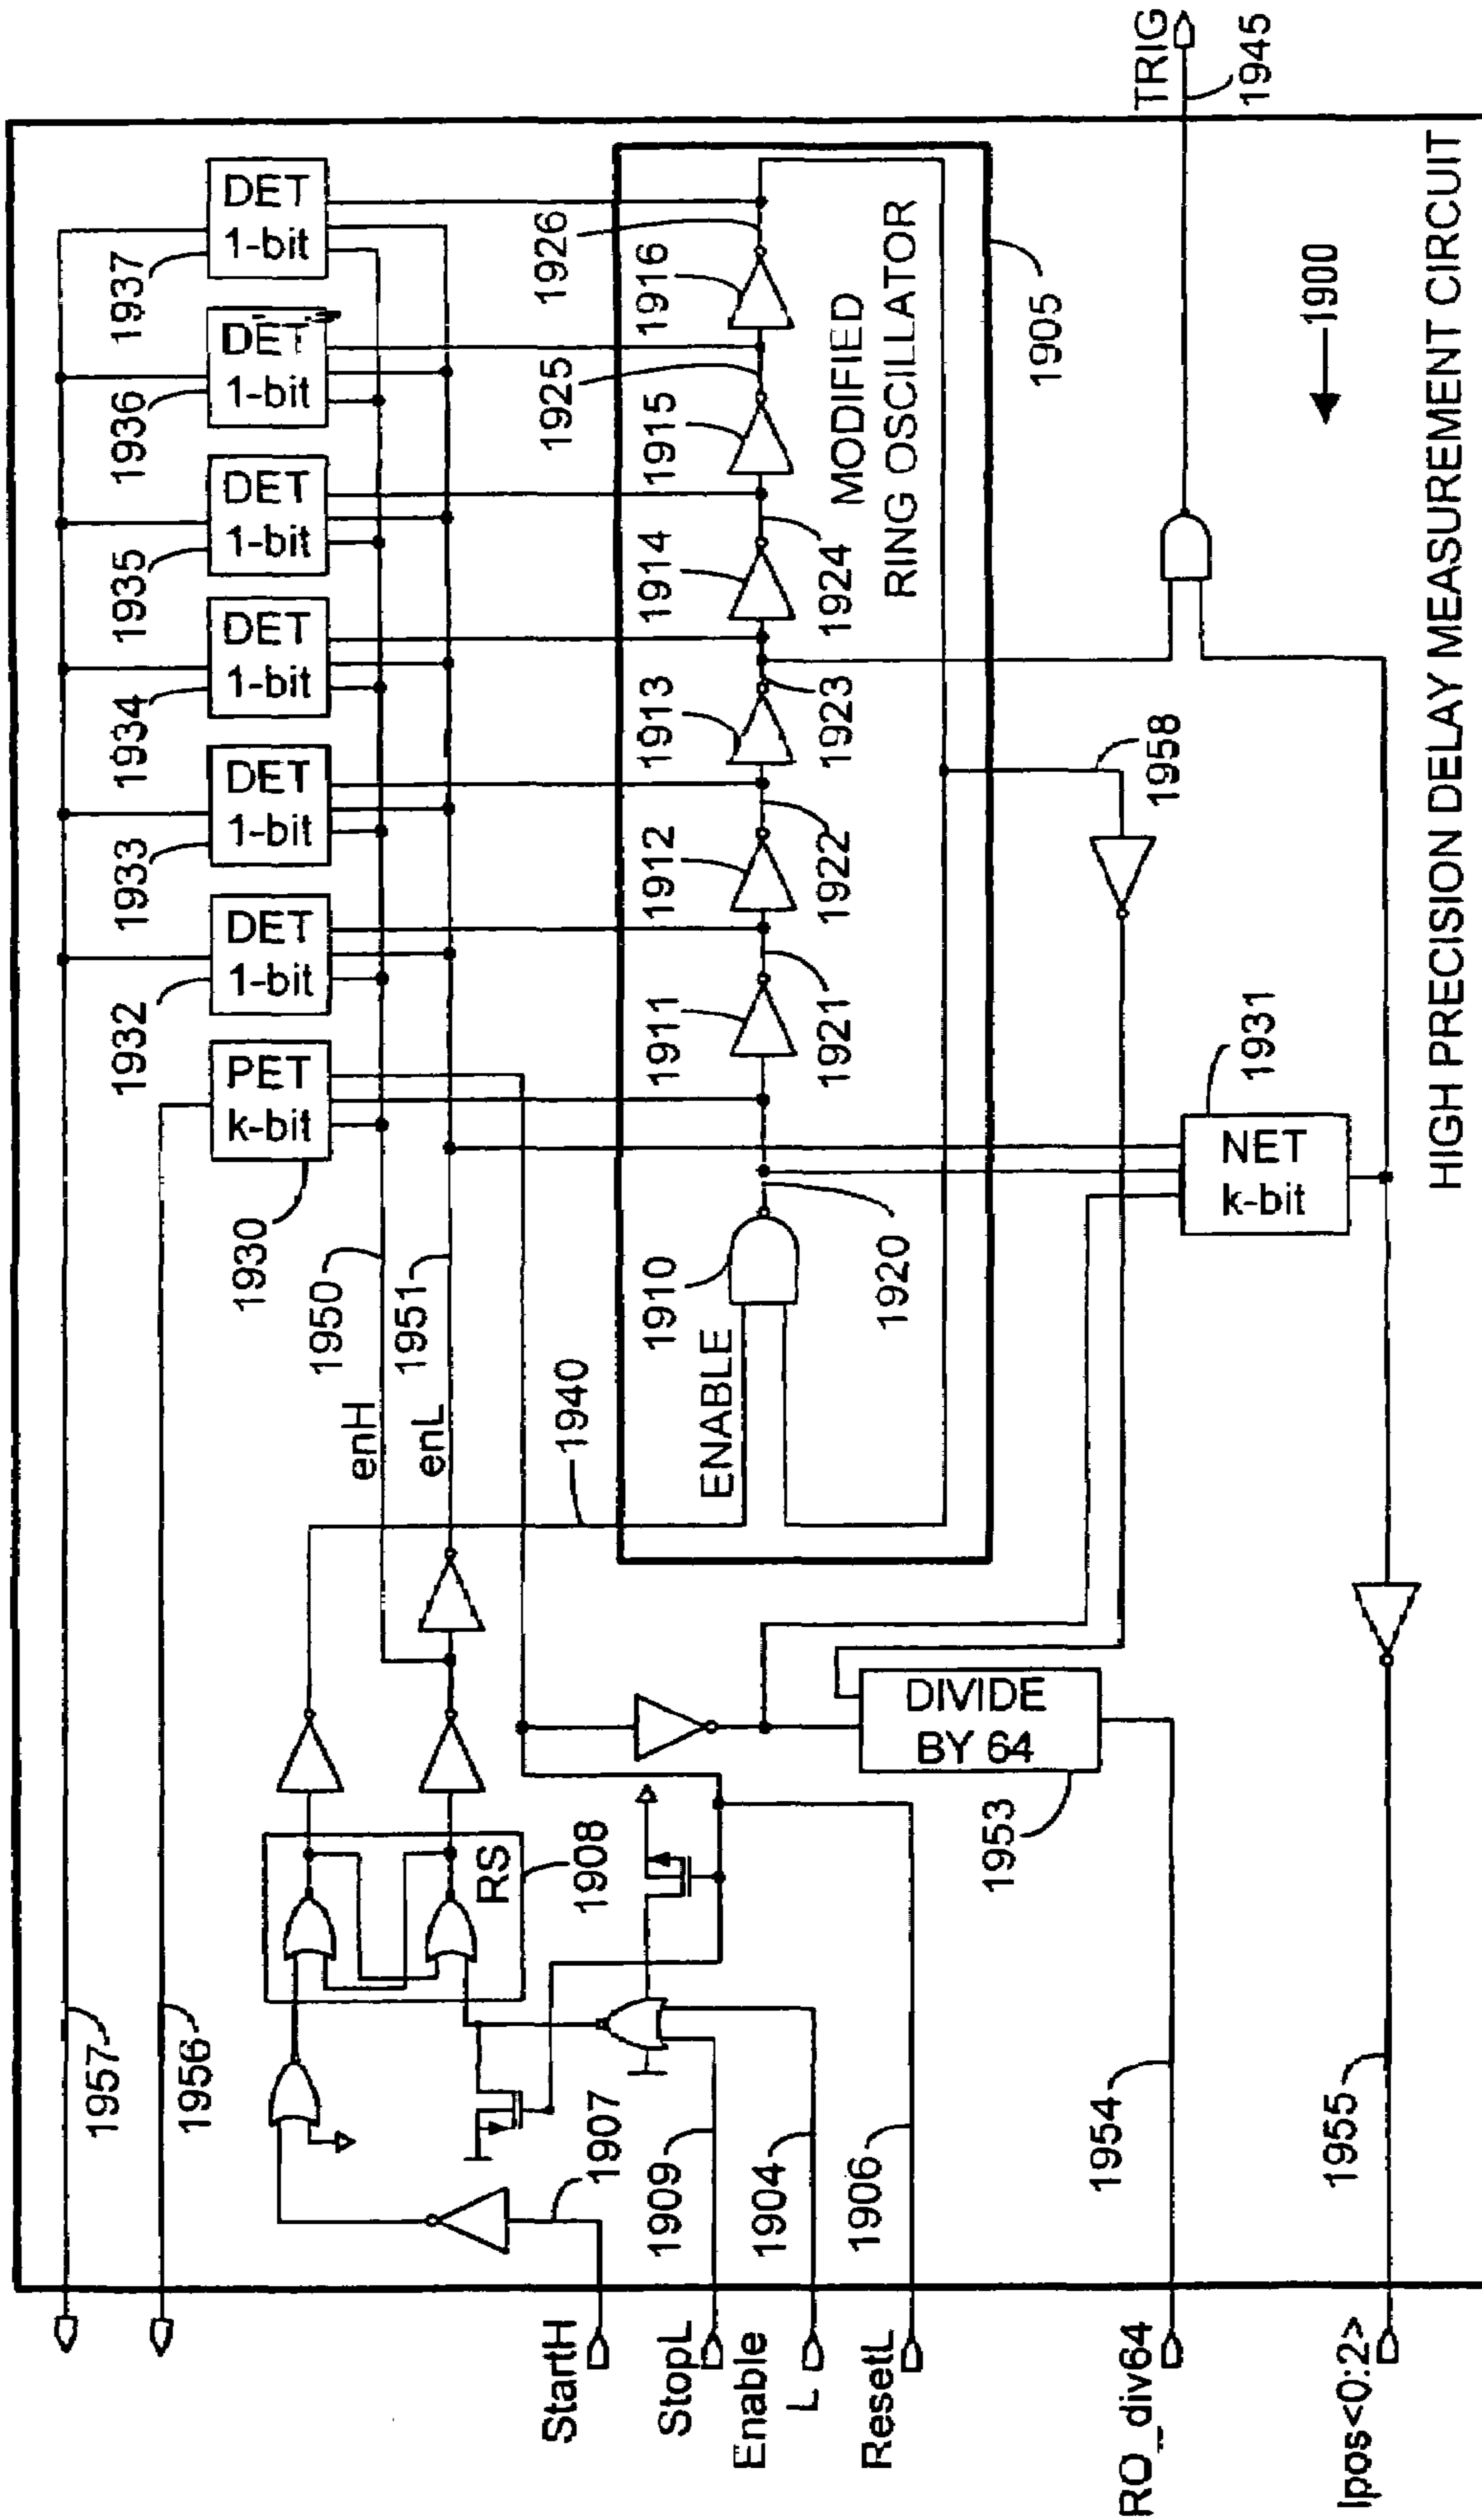 1957
1956
1930
1932
1933
1934
1935
1936
1937
PET
k-bit
DET
1-bit
DET
1-bit
DET
1-bit
DET
1-bit
DET
1-bit
DET
1-bit
enH
1950
enL
1951
RS
1908
1907
1909
1904
1906
StartH
StopL
Enable
L
ResetL
1940
ENABLE
1910
1920
1911
1921
1912
1922
1913
1923
1914
1924
1915
1925
1916
1926
MODIFIED
RING OSCILLATOR
1905
DIVIDE
BY 64
1953
1958
NET
k-bit
1931
TRIG
1945
1900
RO_div64
1954
lpos<0:2>
1955
HIGH PRECISION DELAY MEASUREMENT CIRCUIT